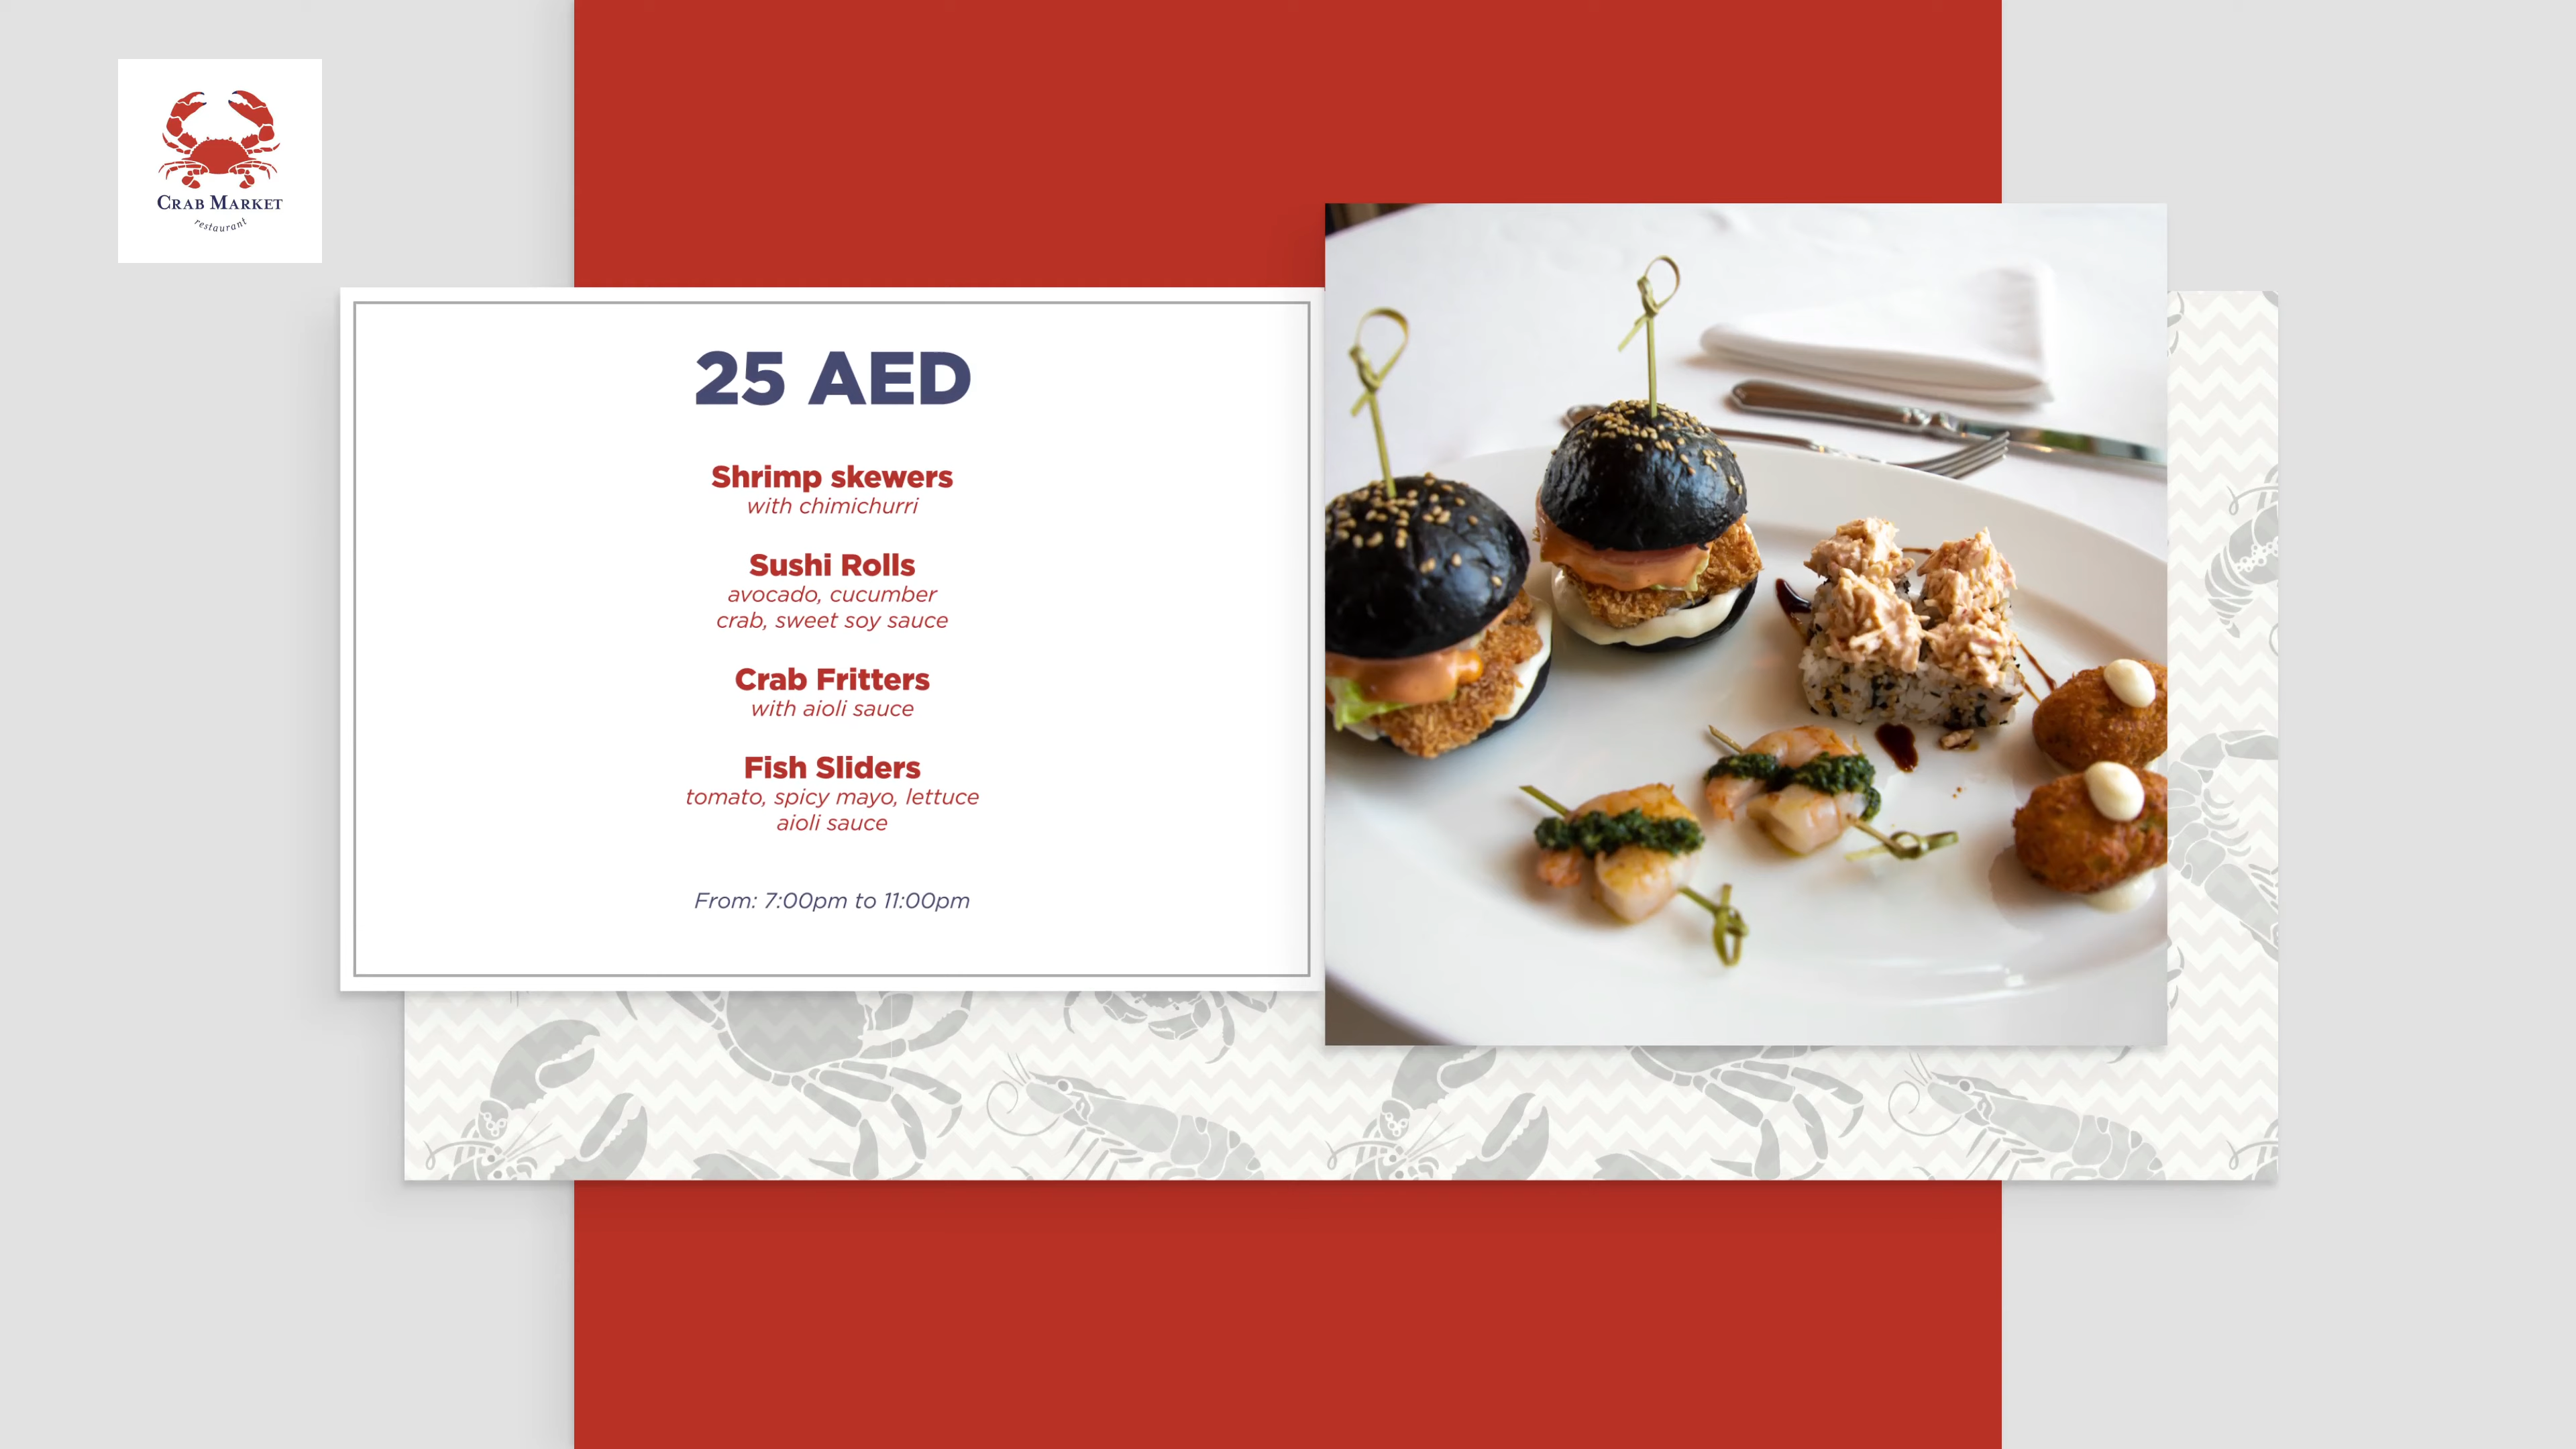 CRAB MARKET
restaurant
25 AED
Shrimp skewers
with chimichurri
Sushi Rolls
avocado, cucumber
crab, sweet soy sauce
Crab Fritters
with aioli sauce
Fish Sliders
tomato, spicy mayo, lettuce
aioli sauce
From: 7:00pm to 11:00pm